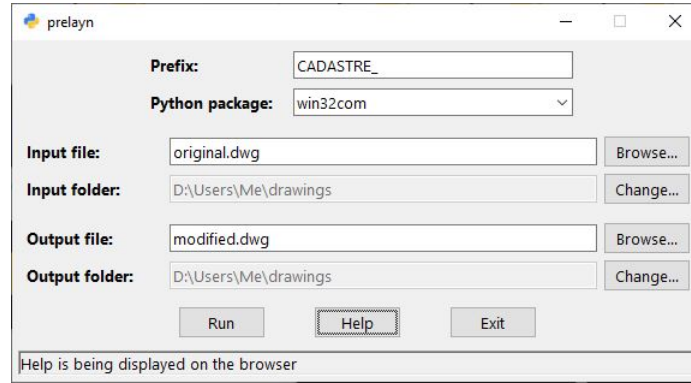 prelayn
Prefix: CADASTRE_
Python package: win32com
Input file: original.dwg Browse...
Input folder: D:\Users\Me\drawings Change...
Output file: modified.dwg Browse...
Output folder: D:\Users\Me\drawings Change...
Run Help Exit
Help is being displayed on the browser